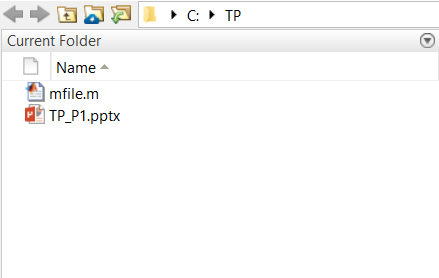 C: TP
Current Folder
Name
mfile.m
TP_P1.pptx